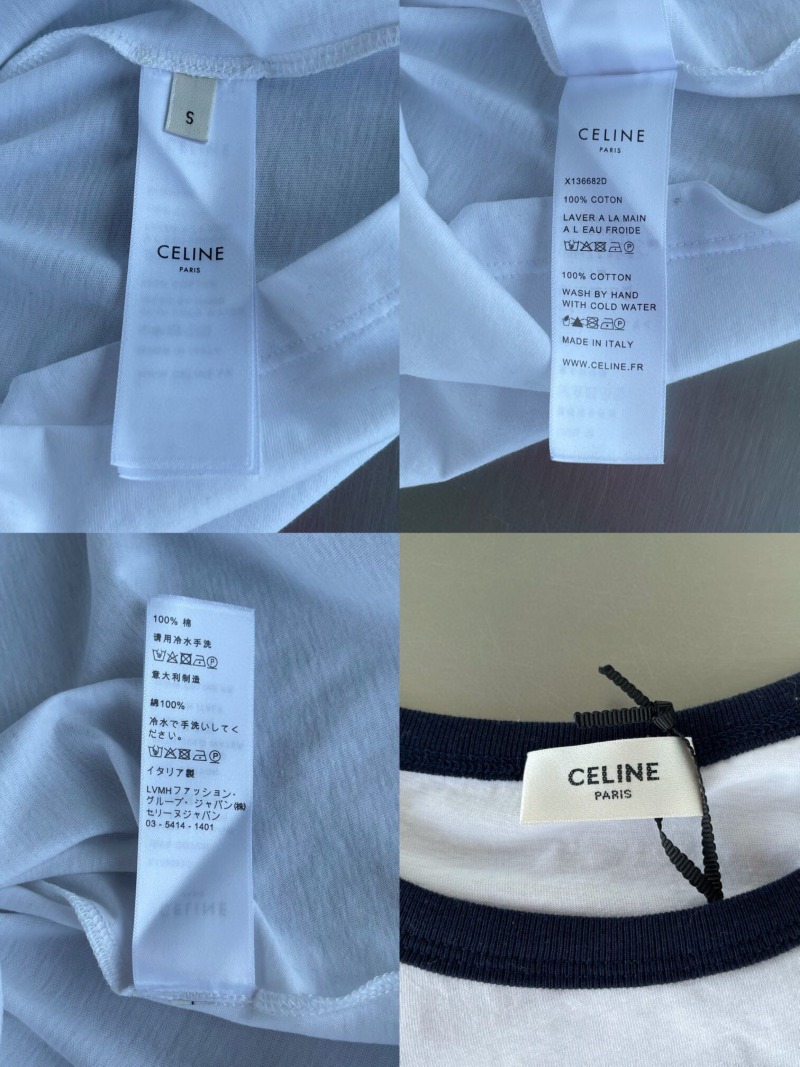 S
CELINE
PARIS
CELINE
PARIS
X136682D
100% COTON
LAVER A LA MAIN
A L EAU FROIDE
100% COTTON
WASH BY HAND
WITH COLD WATER
MADE IN ITALY
WWW.CELINE.FR
100% 棉
请用冷水手洗
意大利制造
綿100%
冷水で手洗いしてく
ださい。
イタリア製
LVMHファッション・
グループ・ジャパン(株)
セリーヌジャパン
03 - 5414 - 1401
CELINE
PARIS